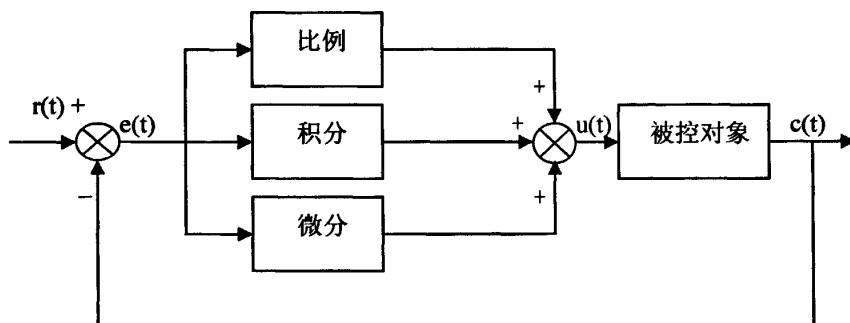 比例
r(t) +
e(t)
积分
+
+
u(t)
被控对象
c(t)
−
微分
+